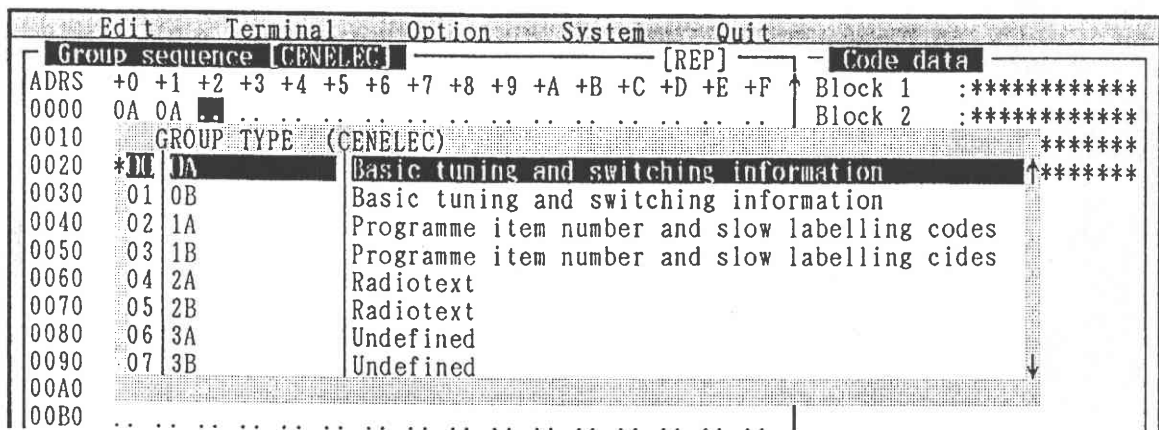 Edit Terminal Option System Quit
Group sequence [CENELEC] [REP] Code data
ADRS +0 +1 +2 +3 +4 +5 +6 +7 +8 +9 +A +B +C +D +E +F ↑ Block 1 :************
0000 0A 0A .. .. .. .. .. .. .. .. .. .. .. .. .. .. Block 2 :************
0010 GROUP TYPE (CENELEC) *******
0020 *00 0A Basic tuning and switching information ↑*******
0030 01 0B Basic tuning and switching information
0040 02 1A Programme item number and slow labelling codes
0050 03 1B Programme item number and slow labelling cides
0060 04 2A Radiotext
0070 05 2B Radiotext
0080 06 3A Undefined
0090 07 3B Undefined ↓
00A0
00B0 .. .. .. .. .. .. .. .. .. .. .. .. .. .. .. ..